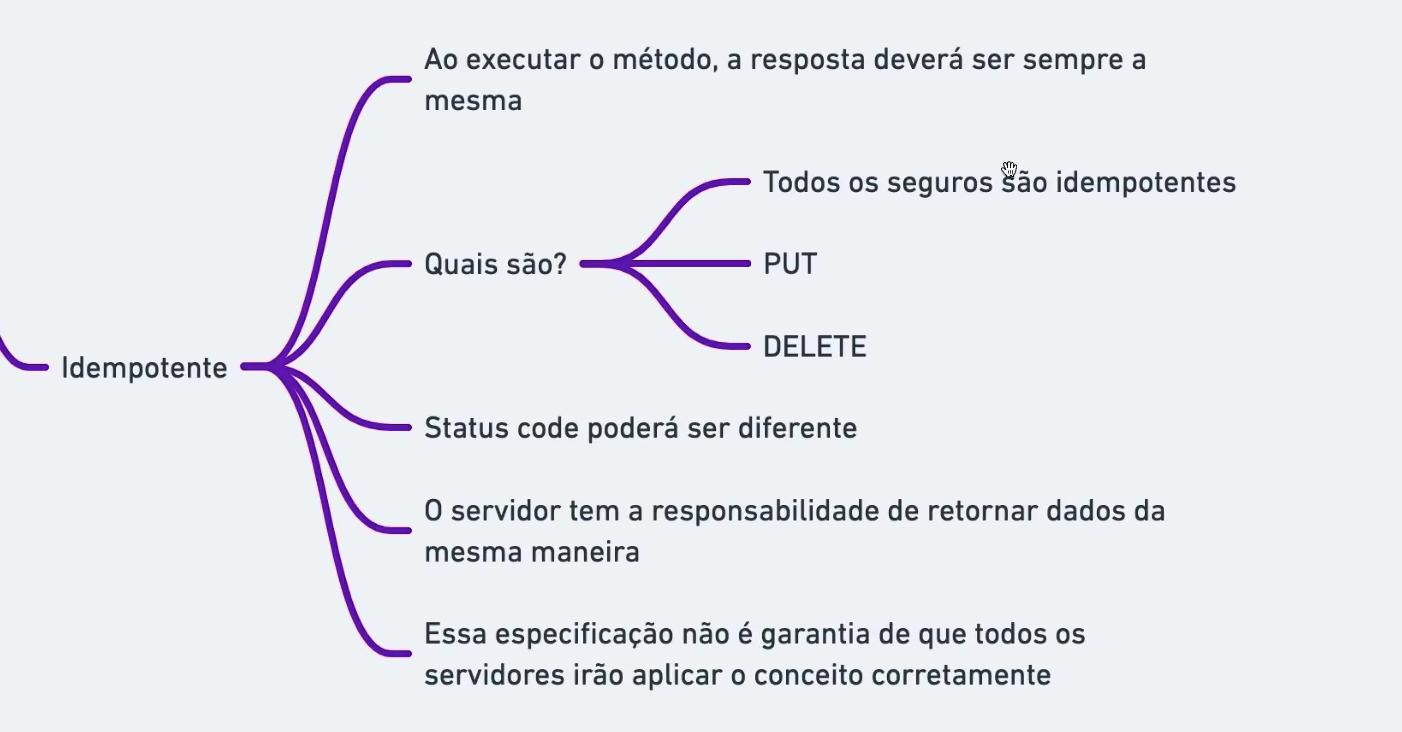 Ao executar o método, a resposta deverá ser sempre a
mesma
Todos os seguros são idempotentes
Quais são?
PUT
DELETE
Idempotente
Status code poderá ser diferente
O servidor tem a responsabilidade de retornar dados da
mesma maneira
Essa especificação não é garantia de que todos os
servidores irão aplicar o conceito corretamente